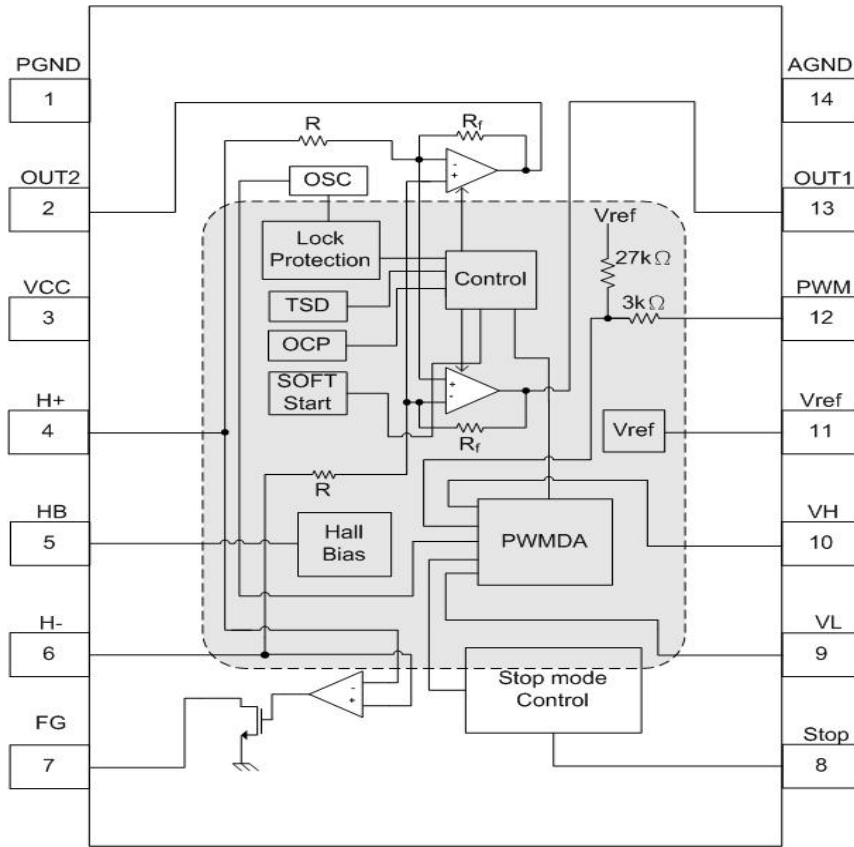 PGND
1
AGND
14
OUT2
2
OUT1
13
VCC
3
PWM
12
H+
4
Vref
11
HB
5
VH
10
H-
6
VL
9
FG
7
Stop
8
R
Rf
-
+
OSC
Lock
Protection
Control
TSD
OCP
SOFT
Start
+
-
Rf
R
Vref
27kΩ
3kΩ
Vref
Hall
Bias
PWMDA
Stop mode
Control
-
+